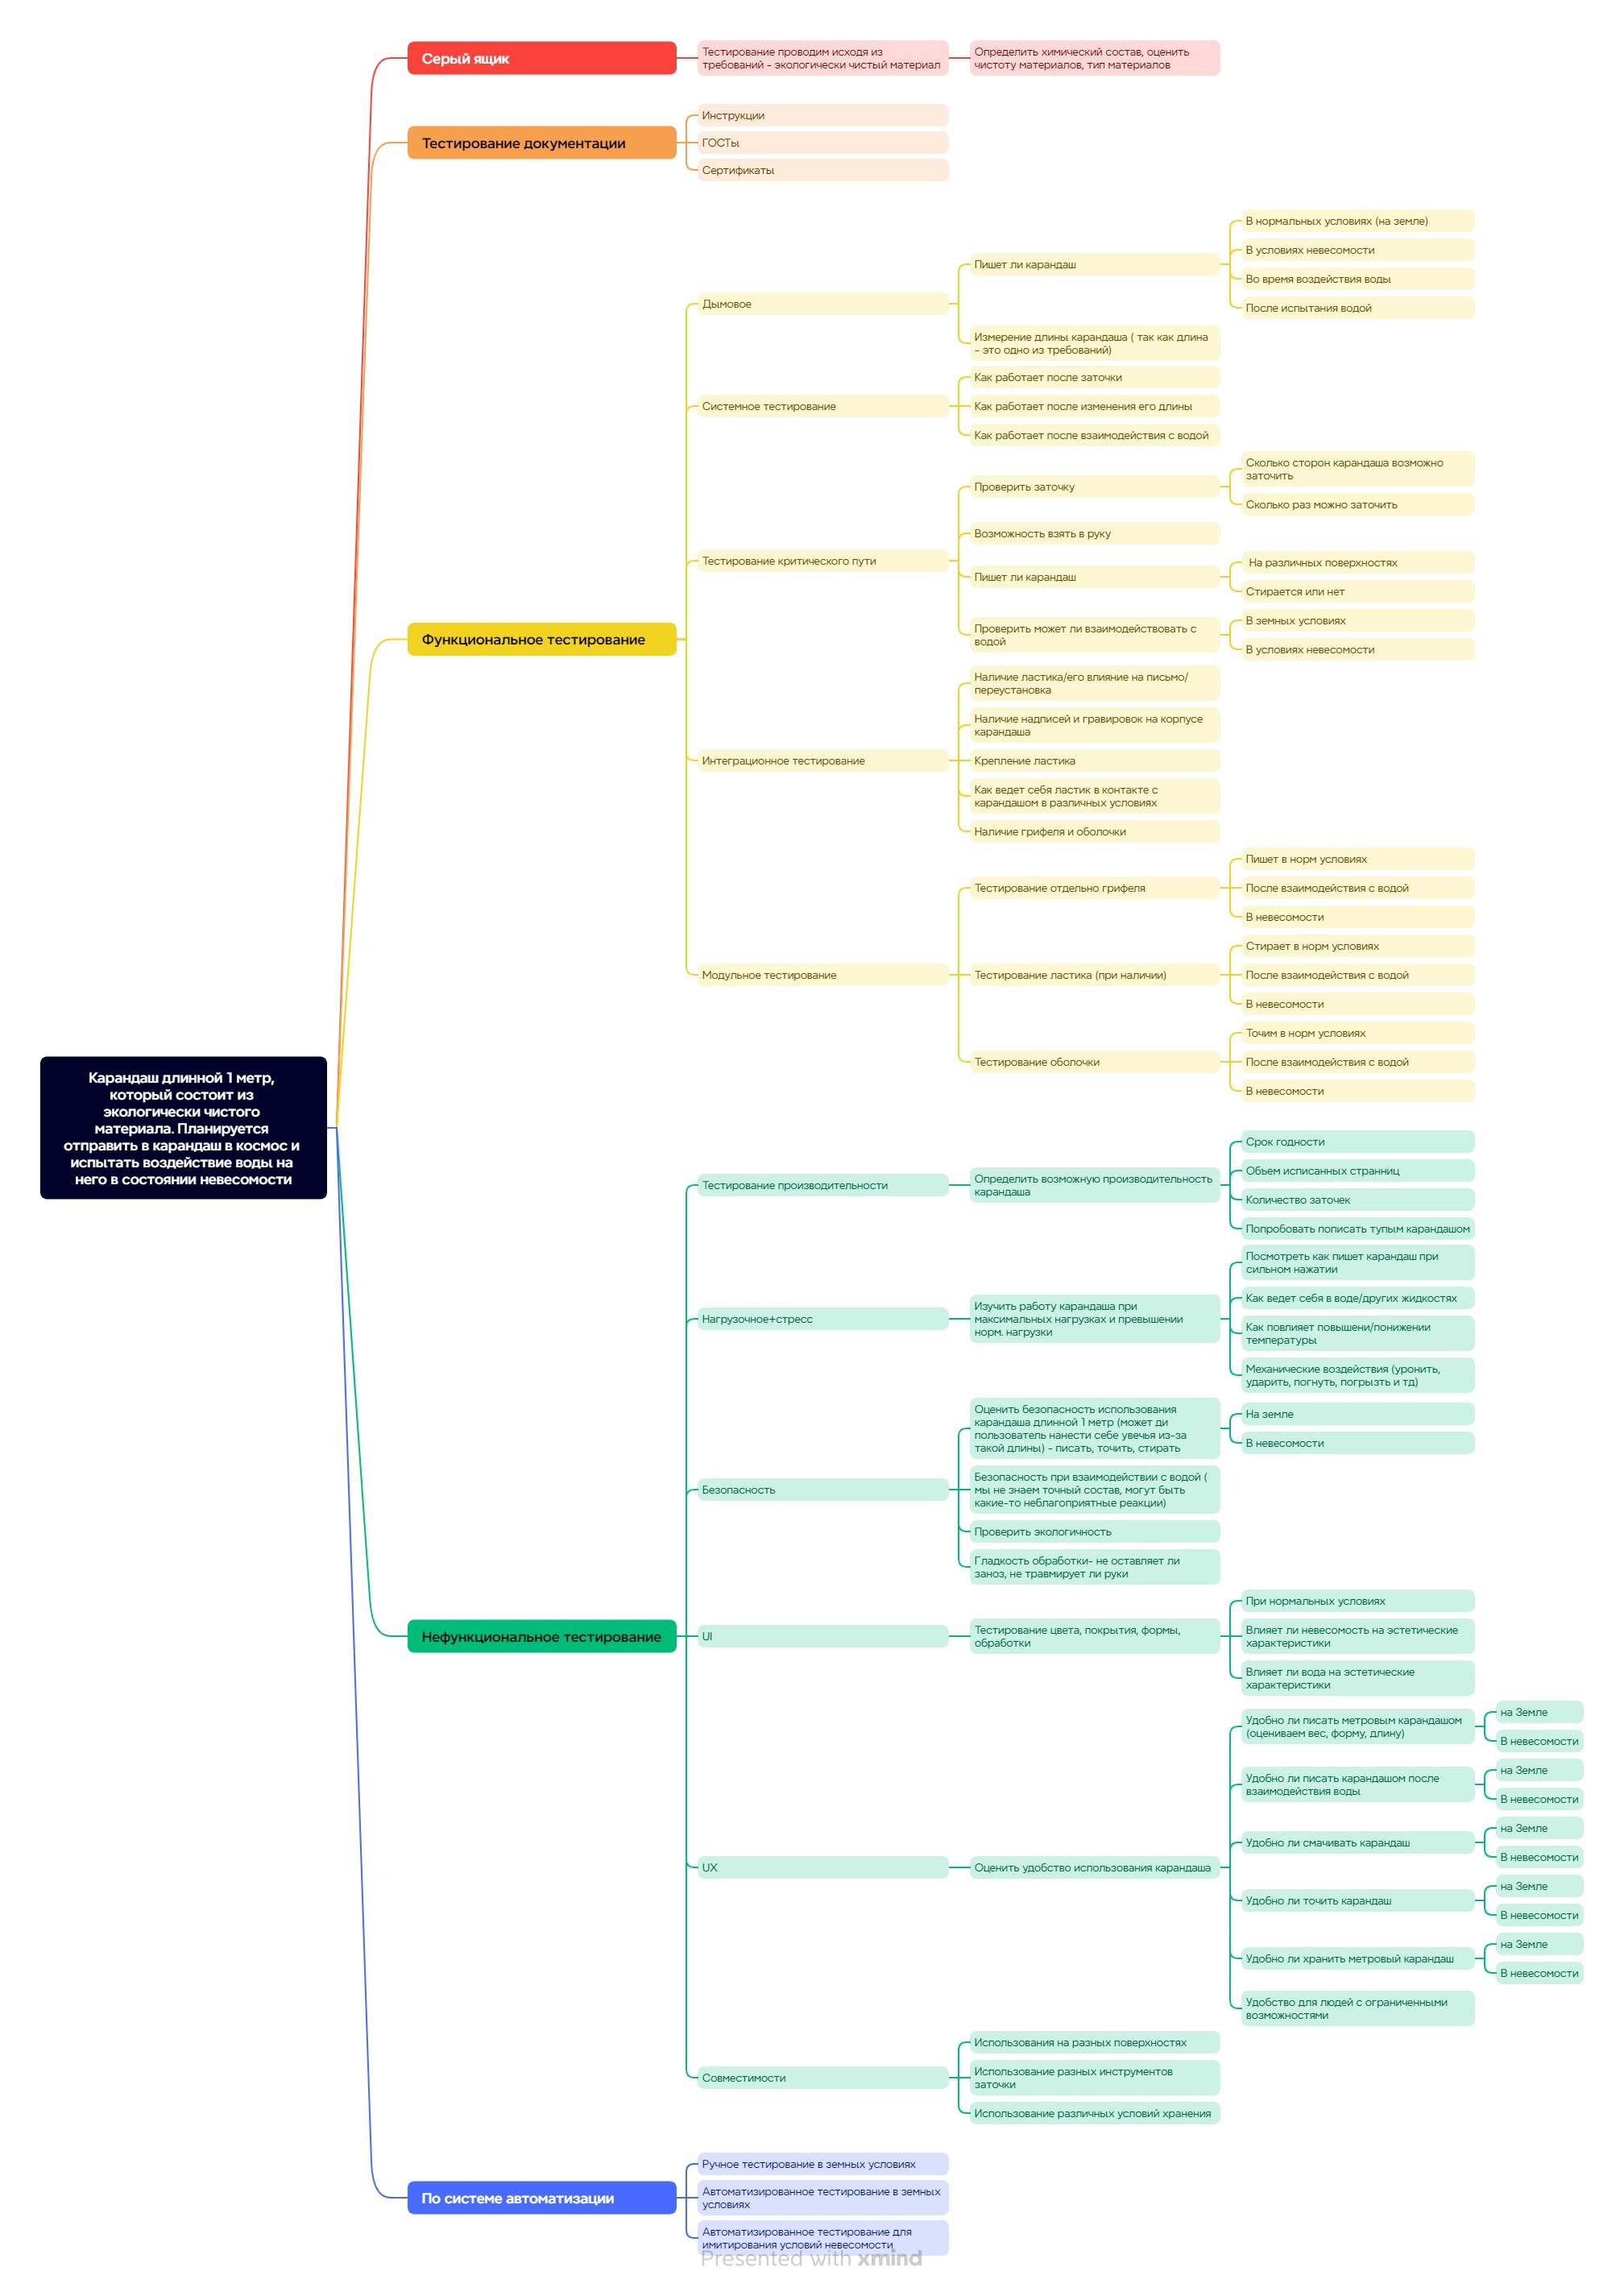 Серый ящик
Тестирование проводим исходя из
требований - экологически чистый материал
Определить химический состав, оценить
чистоту материалов, тип материалов
Тестирование документации
Инструкции
ГОСТы
Сертификаты
Функциональное тестирование
Дымовое
Пишет ли карандаш
В нормальных условиях (на земле)
В условиях невесомости
Во время воздействия воды
После испытания водой
Измерение длины карандаша ( так как длина
- это одно из требований)
Системное тестирование
Как работает после заточки
Как работает после изменения его длины
Как работает после взаимодействия с водой
Тестирование критического пути
Проверить заточку
Сколько сторон карандаша возможно
заточить
Сколько раз можно заточить
Возможность взять в руку
Пишет ли карандаш
На различных поверхностях
Стирается или нет
Проверить может ли взаимодействовать с
водой
В земных условиях
В условиях невесомости
Интеграционное тестирование
Наличие ластика/его влияние на письмо/
переустановка
Наличие надписей и гравировок на корпусе
карандаша
Крепление ластика
Как ведет себя ластик в контакте с
карандашом в различных условиях
Наличие грифеля и оболочки
Модульное тестирование
Тестирование отдельно грифеля
Пишет в норм условиях
После взаимодействия с водой
В невесомости
Тестирование ластика (при наличии)
Стирает в норм условиях
После взаимодействия с водой
В невесомости
Тестирование оболочки
Точим в норм условиях
После взаимодействия с водой
В невесомости
Карандаш длинной 1 метр,
который состоит из
экологически чистого
материала. Планируется
отправить в карандаш в космос и
испытать воздействие воды на
него в состоянии невесомости
Нефункциональное тестирование
Тестирование производительности
Определить возможную производительность
карандаша
Срок годности
Объем исписанных странниц
Количество заточек
Попробовать пописать тупым карандашом
Нагрузочное+стресс
Изучить работу карандаша при
максимальных нагрузках и превышении
норм. нагрузки
Посмотреть как пишет карандаш при
сильном нажатии
Как ведет себя в воде/других жидкостях
Как повлияет повышени/понижении
температуры
Механические воздействия (уронить,
ударить, погнуть, погрызть и тд)
Безопасность
Оценить безопасность использования
карандаша длинной 1 метр (может ди
пользователь нанести себе увечья из-за
такой длины) - писать, точить, стирать
На земле
В невесомости
Безопасность при взаимодействии с водой (
мы не знаем точный состав, могут быть
какие-то неблагоприятные реакции)
Проверить экологичность
Гладкость обработки- не оставляет ли
заноз, не травмирует ли руки
UI
Тестирование цвета, покрытия, формы,
обработки
При нормальных условиях
Влияет ли невесомость на эстетические
характеристики
Влияет ли вода на эстетические
характеристики
UX
Оценить удобство использования карандаша
Удобно ли писать метровым карандашом
(оцениваем вес, форму, длину)
на Земле
В невесомости
Удобно ли писать карандашом после
взаимодействия воды
на Земле
В невесомости
Удобно ли смачивать карандаш
на Земле
В невесомости
Удобно ли точить карандаш
на Земле
В невесомости
Удобно ли хранить метровый карандаш
на Земле
В невесомости
Удобство для людей с ограниченными
возможностями
Совместимости
Использования на разных поверхностях
Использование разных инструментов
заточки
Использование различных условий хранения
По системе автоматизации
Ручное тестирование в земных условиях
Автоматизированное тестирование в земных
условиях
Автоматизированное тестирование для
имитирования условий невесомости
Presented with xmind